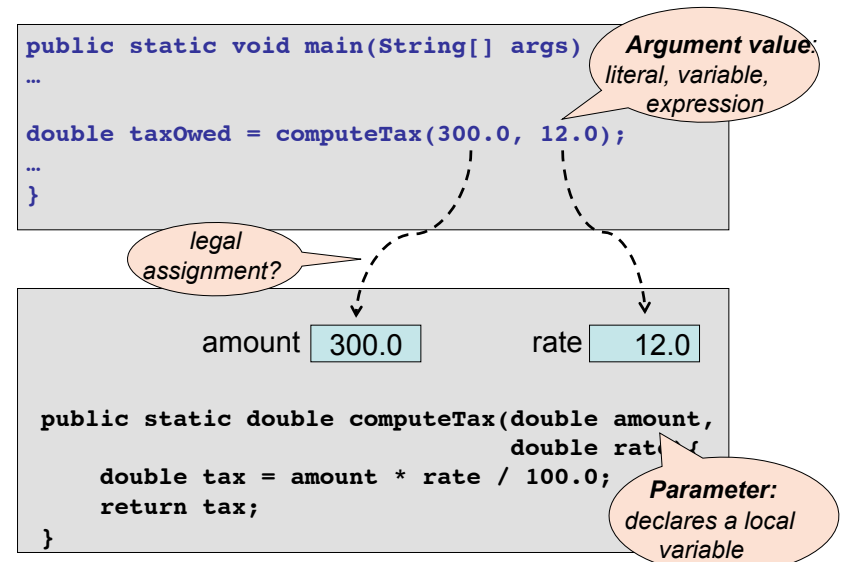 public static void main(String[] args)
Argument value:
literal, variable,
expression
…
double taxOwed = computeTax(300.0, 12.0);
…
}
legal
assignment?
amount 300.0 rate 12.0
public static double computeTax(double amount,
double rate){
double tax = amount * rate / 100.0;
return tax;
}
Parameter:
declares a local
variable